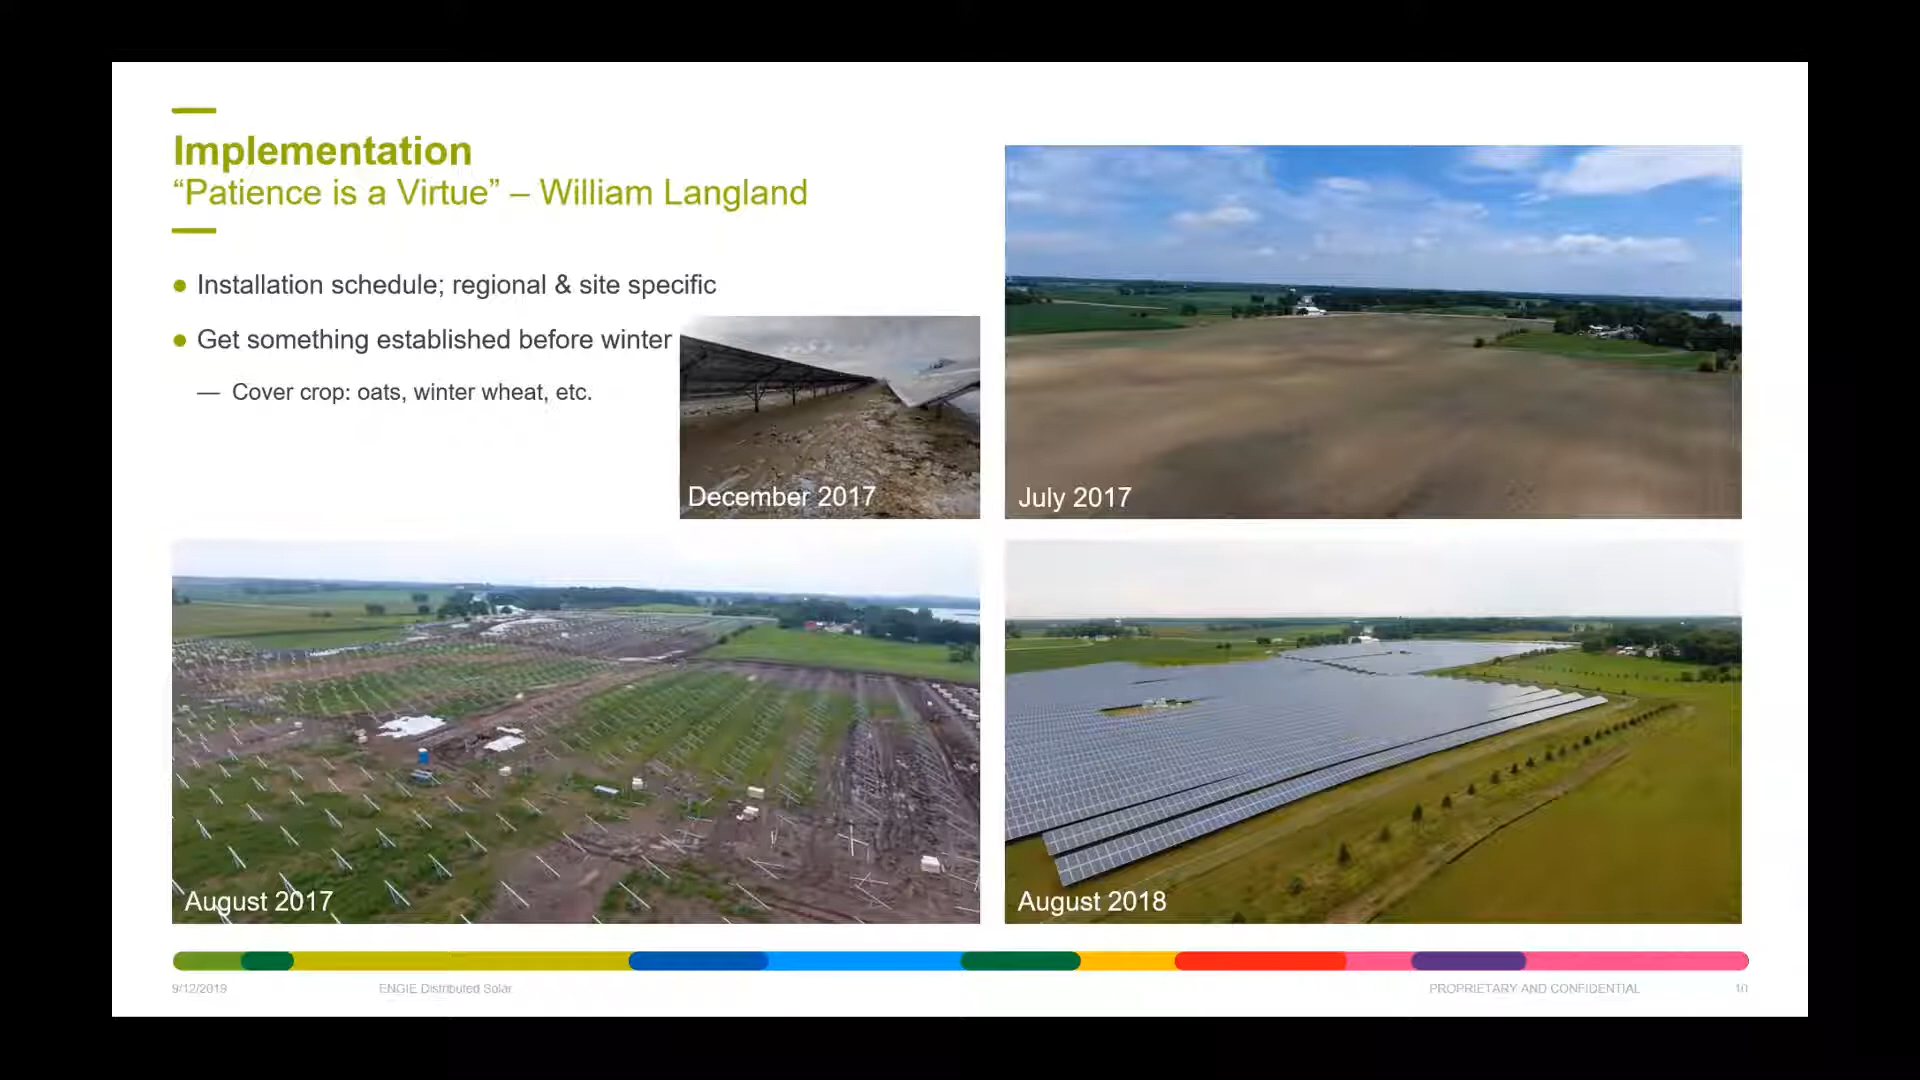 Implementation
“Patience is a Virtue” – William Langland
Installation schedule; regional & site specific
Get something established before winter
— Cover crop: oats, winter wheat, etc.
December 2017
July 2017
August 2017
August 2018
9/12/2019
ENGIE Distributed Solar
PROPRIETARY AND CONFIDENTIAL
10